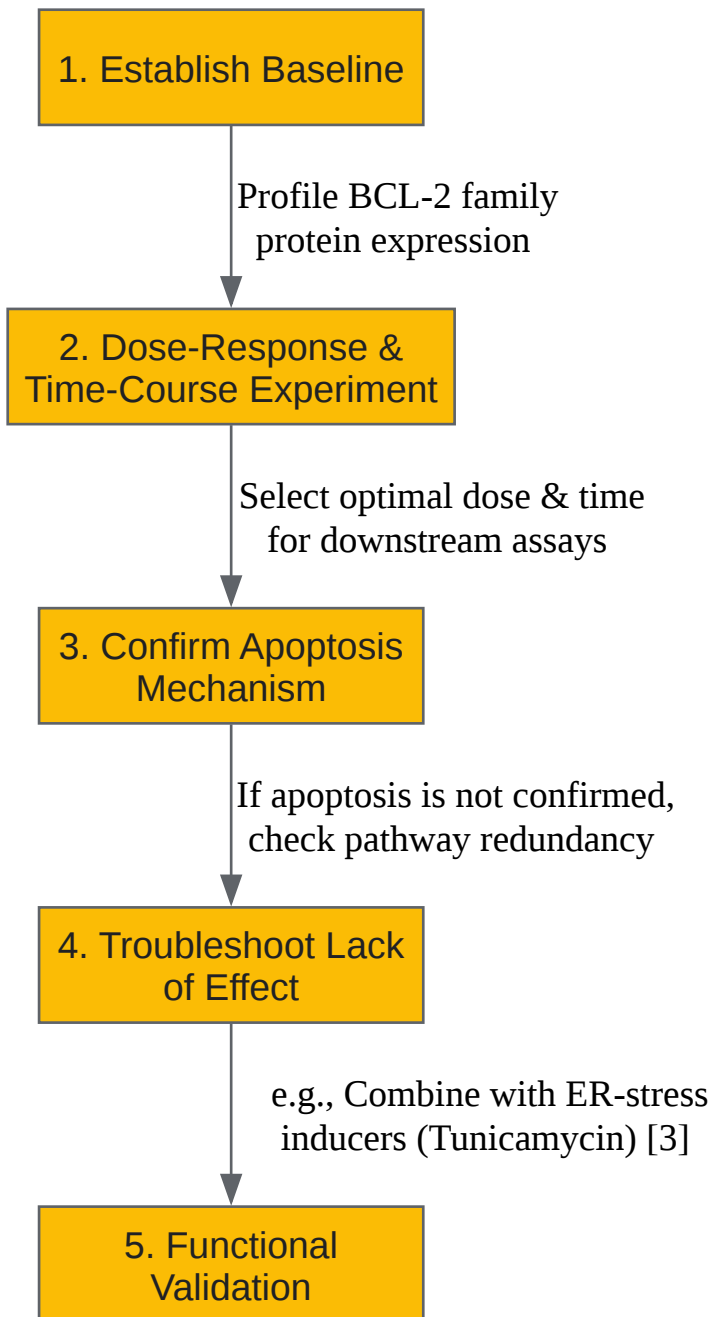 1. Establish Baseline
Profile BCL-2 family
protein expression
2. Dose-Response &
Time-Course Experiment
Select optimal dose & time
for downstream assays
3. Confirm Apoptosis
Mechanism
If apoptosis is not confirmed,
check pathway redundancy
4. Troubleshoot Lack
of Effect
e.g., Combine with ER-stress
inducers (Tunicamycin) [3]
5. Functional
Validation